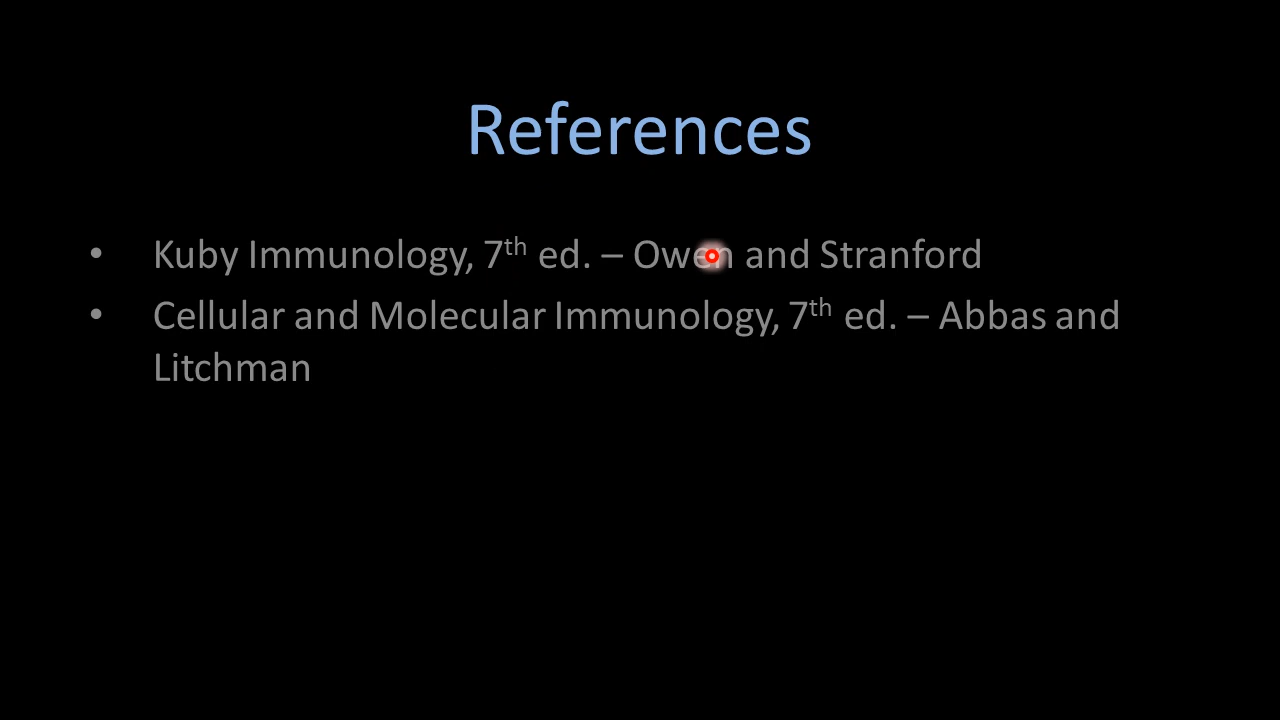 References
• Kuby Immunology, 7th ed. – Owen and Stranford
• Cellular and Molecular Immunology, 7th ed. – Abbas and
Litchman